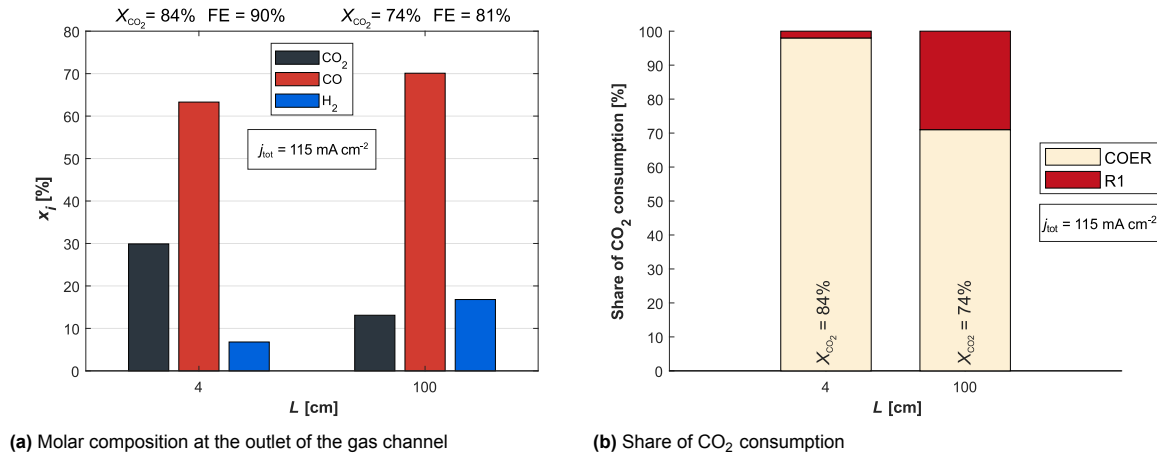 X_CO₂ = 84% FE = 90% X_CO₂ = 74% FE = 81%
80
70
60
50
40
30
20
10
0
x_i [%]
CO₂
CO
H₂
j_tot = 115 mA cm⁻²
4 100
L [cm]
(a) Molar composition at the outlet of the gas channel
100
90
80
70
60
50
40
30
20
10
0
Share of CO₂ consumption [%]
X_CO₂ = 84%
X_CO2 = 74%
4 100
L [cm]
COER
R1
j_tot = 115 mA cm⁻²
(b) Share of CO₂ consumption